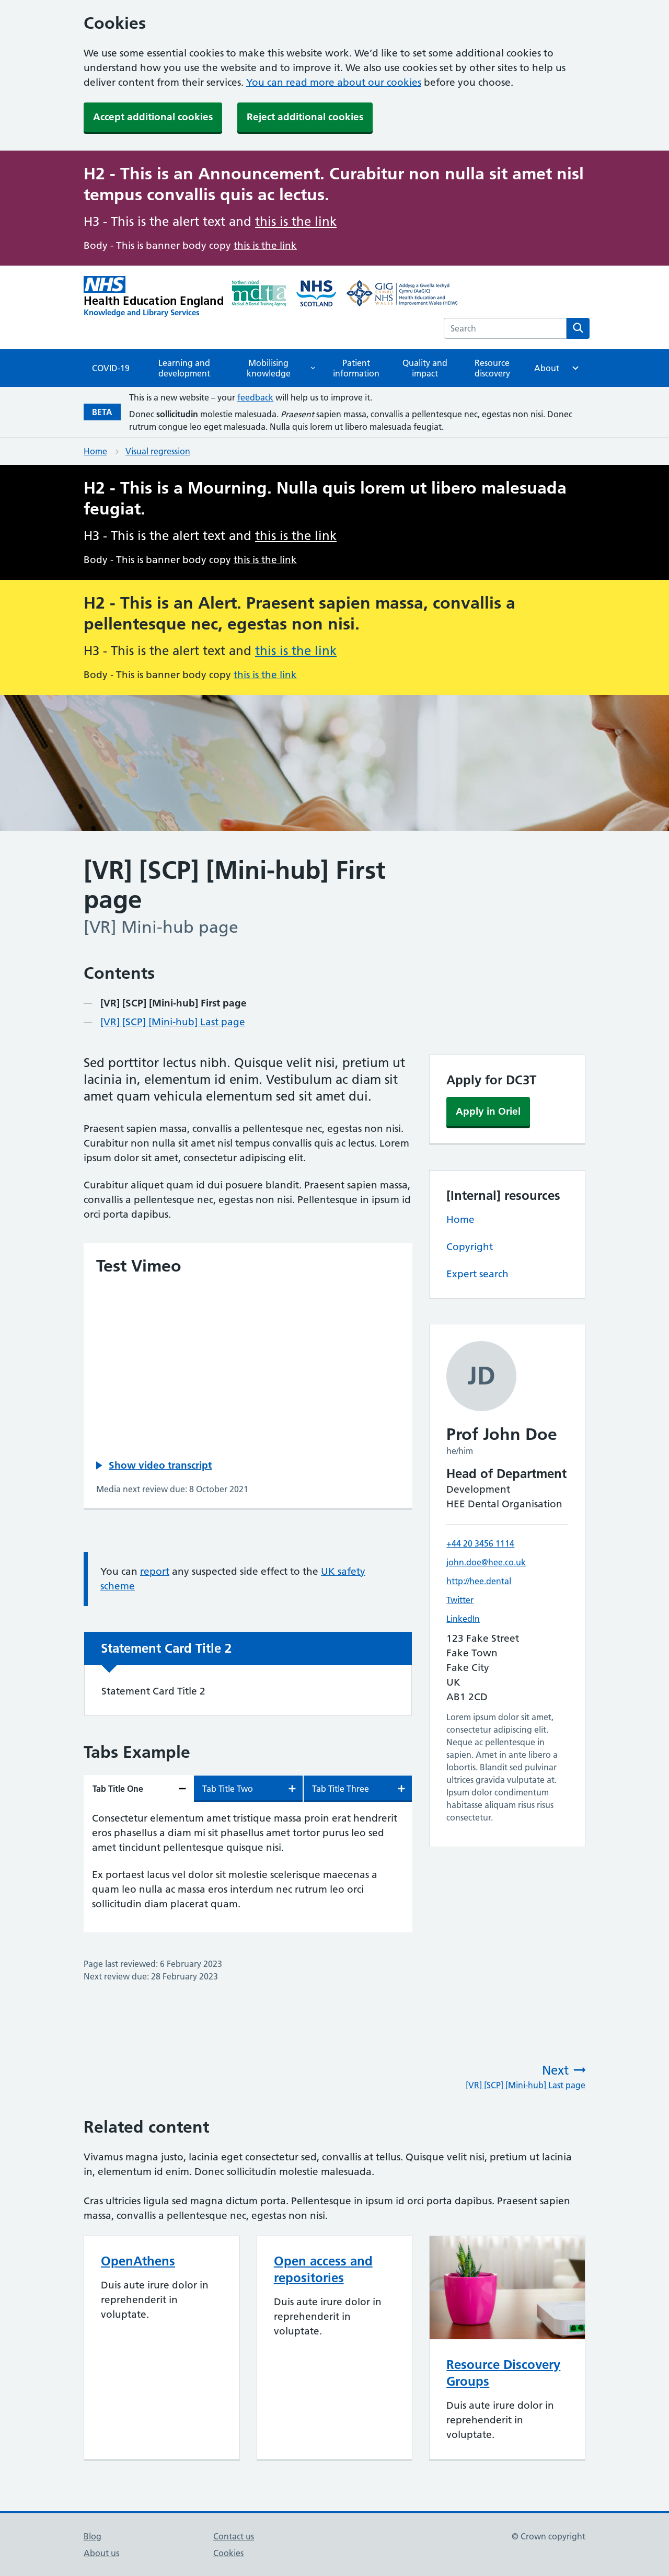 Cookies
We use some essential cookies to make this website work. We’d like to set some additional cookies to
understand how you use the website and to improve it. We also use cookies set by other sites to help us
deliver content from their services. You can read more about our cookies before you choose.
Accept additional cookies
Reject additional cookies
H2 - This is an Announcement. Curabitur non nulla sit amet nisl
tempus convallis quis ac lectus.
H3 - This is the alert text and this is the link
Body - This is banner body copy this is the link
NHS
Health Education England
Knowledge and Library Services
Northern Ireland
mdta
Medical & Dental Training Agency
NHS
SCOTLAND
GIG
CYMRU
NHS
WALES
Addysg a Gwella Iechyd
Cymru (AaGIC)
Health Education and
Improvement Wales (HEIW)
Search
COVID-19
Learning and
development
Mobilising
knowledge
Patient
information
Quality and
impact
Resource
discovery
About
BETA
This is a new website – your feedback will help us to improve it.
Donec sollicitudin molestie malesuada. Praesent sapien massa, convallis a pellentesque nec, egestas non nisi. Donec
rutrum congue leo eget malesuada. Nulla quis lorem ut libero malesuada feugiat.
Home
Visual regression
H2 - This is a Mourning. Nulla quis lorem ut libero malesuada
feugiat.
H3 - This is the alert text and this is the link
Body - This is banner body copy this is the link
H2 - This is an Alert. Praesent sapien massa, convallis a
pellentesque nec, egestas non nisi.
H3 - This is the alert text and this is the link
Body - This is banner body copy this is the link
[VR] [SCP] [Mini-hub] First
page
[VR] Mini-hub page
Contents
[VR] [SCP] [Mini-hub] First page
[VR] [SCP] [Mini-hub] Last page
Sed porttitor lectus nibh. Quisque velit nisi, pretium ut
lacinia in, elementum id enim. Vestibulum ac diam sit
amet quam vehicula elementum sed sit amet dui.
Praesent sapien massa, convallis a pellentesque nec, egestas non nisi.
Curabitur non nulla sit amet nisl tempus convallis quis ac lectus. Lorem
ipsum dolor sit amet, consectetur adipiscing elit.
Curabitur aliquet quam id dui posuere blandit. Praesent sapien massa,
convallis a pellentesque nec, egestas non nisi. Pellentesque in ipsum id
orci porta dapibus.
Test Vimeo
Show video transcript
Media next review due: 8 October 2021
You can report any suspected side effect to the UK safety
scheme
Statement Card Title 2
Statement Card Title 2
Tabs Example
Tab Title One
Tab Title Two
Tab Title Three
Consectetur elementum amet tristique massa proin erat hendrerit
eros phasellus a diam mi sit phasellus amet tortor purus leo sed
amet tincidunt pellentesque quisque nisi.
Ex portaest lacus vel dolor sit molestie scelerisque maecenas a
quam leo nulla ac massa eros interdum nec rutrum leo orci
sollicitudin diam placerat quam.
Page last reviewed: 6 February 2023
Next review due: 28 February 2023
Apply for DC3T
Apply in Oriel
[Internal] resources
Home
Copyright
Expert search
JD
Prof John Doe
he/him
Head of Department
Development
HEE Dental Organisation
+44 20 3456 1114
john.doe@hee.co.uk
http://hee.dental
Twitter
LinkedIn
123 Fake Street
Fake Town
Fake City
UK
AB1 2CD
Lorem ipsum dolor sit amet,
consectetur adipiscing elit.
Neque ac pellentesque in
sapien. Amet in ante libero a
lobortis. Blandit sed pulvinar
ultrices gravida vulputate at.
Ipsum dolor condimentum
habitasse aliquam risus risus
consectetur.
Next
[VR] [SCP] [Mini-hub] Last page
Related content
Vivamus magna justo, lacinia eget consectetur sed, convallis at tellus. Quisque velit nisi, pretium ut lacinia
in, elementum id enim. Donec sollicitudin molestie malesuada.
Cras ultricies ligula sed magna dictum porta. Pellentesque in ipsum id orci porta dapibus. Praesent sapien
massa, convallis a pellentesque nec, egestas non nisi.
OpenAthens
Duis aute irure dolor in
reprehenderit in
voluptate.
Open access and
repositories
Duis aute irure dolor in
reprehenderit in
voluptate.
Resource Discovery
Groups
Duis aute irure dolor in
reprehenderit in
voluptate.
Blog
About us
Contact us
Cookies
© Crown copyright